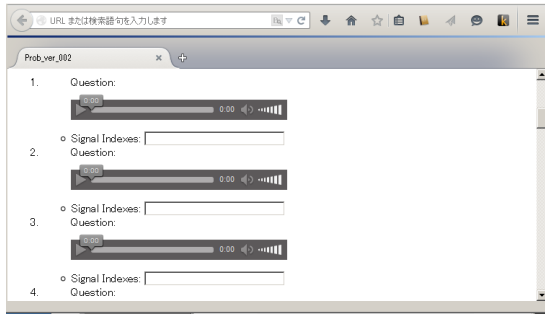 URL または検索語句を入力します
Prob_ver_002
1. Question:
0:00 0:00
Signal Indexes:
2. Question:
0:00 0:00
Signal Indexes:
3. Question:
0:00 0:00
Signal Indexes:
4. Question: